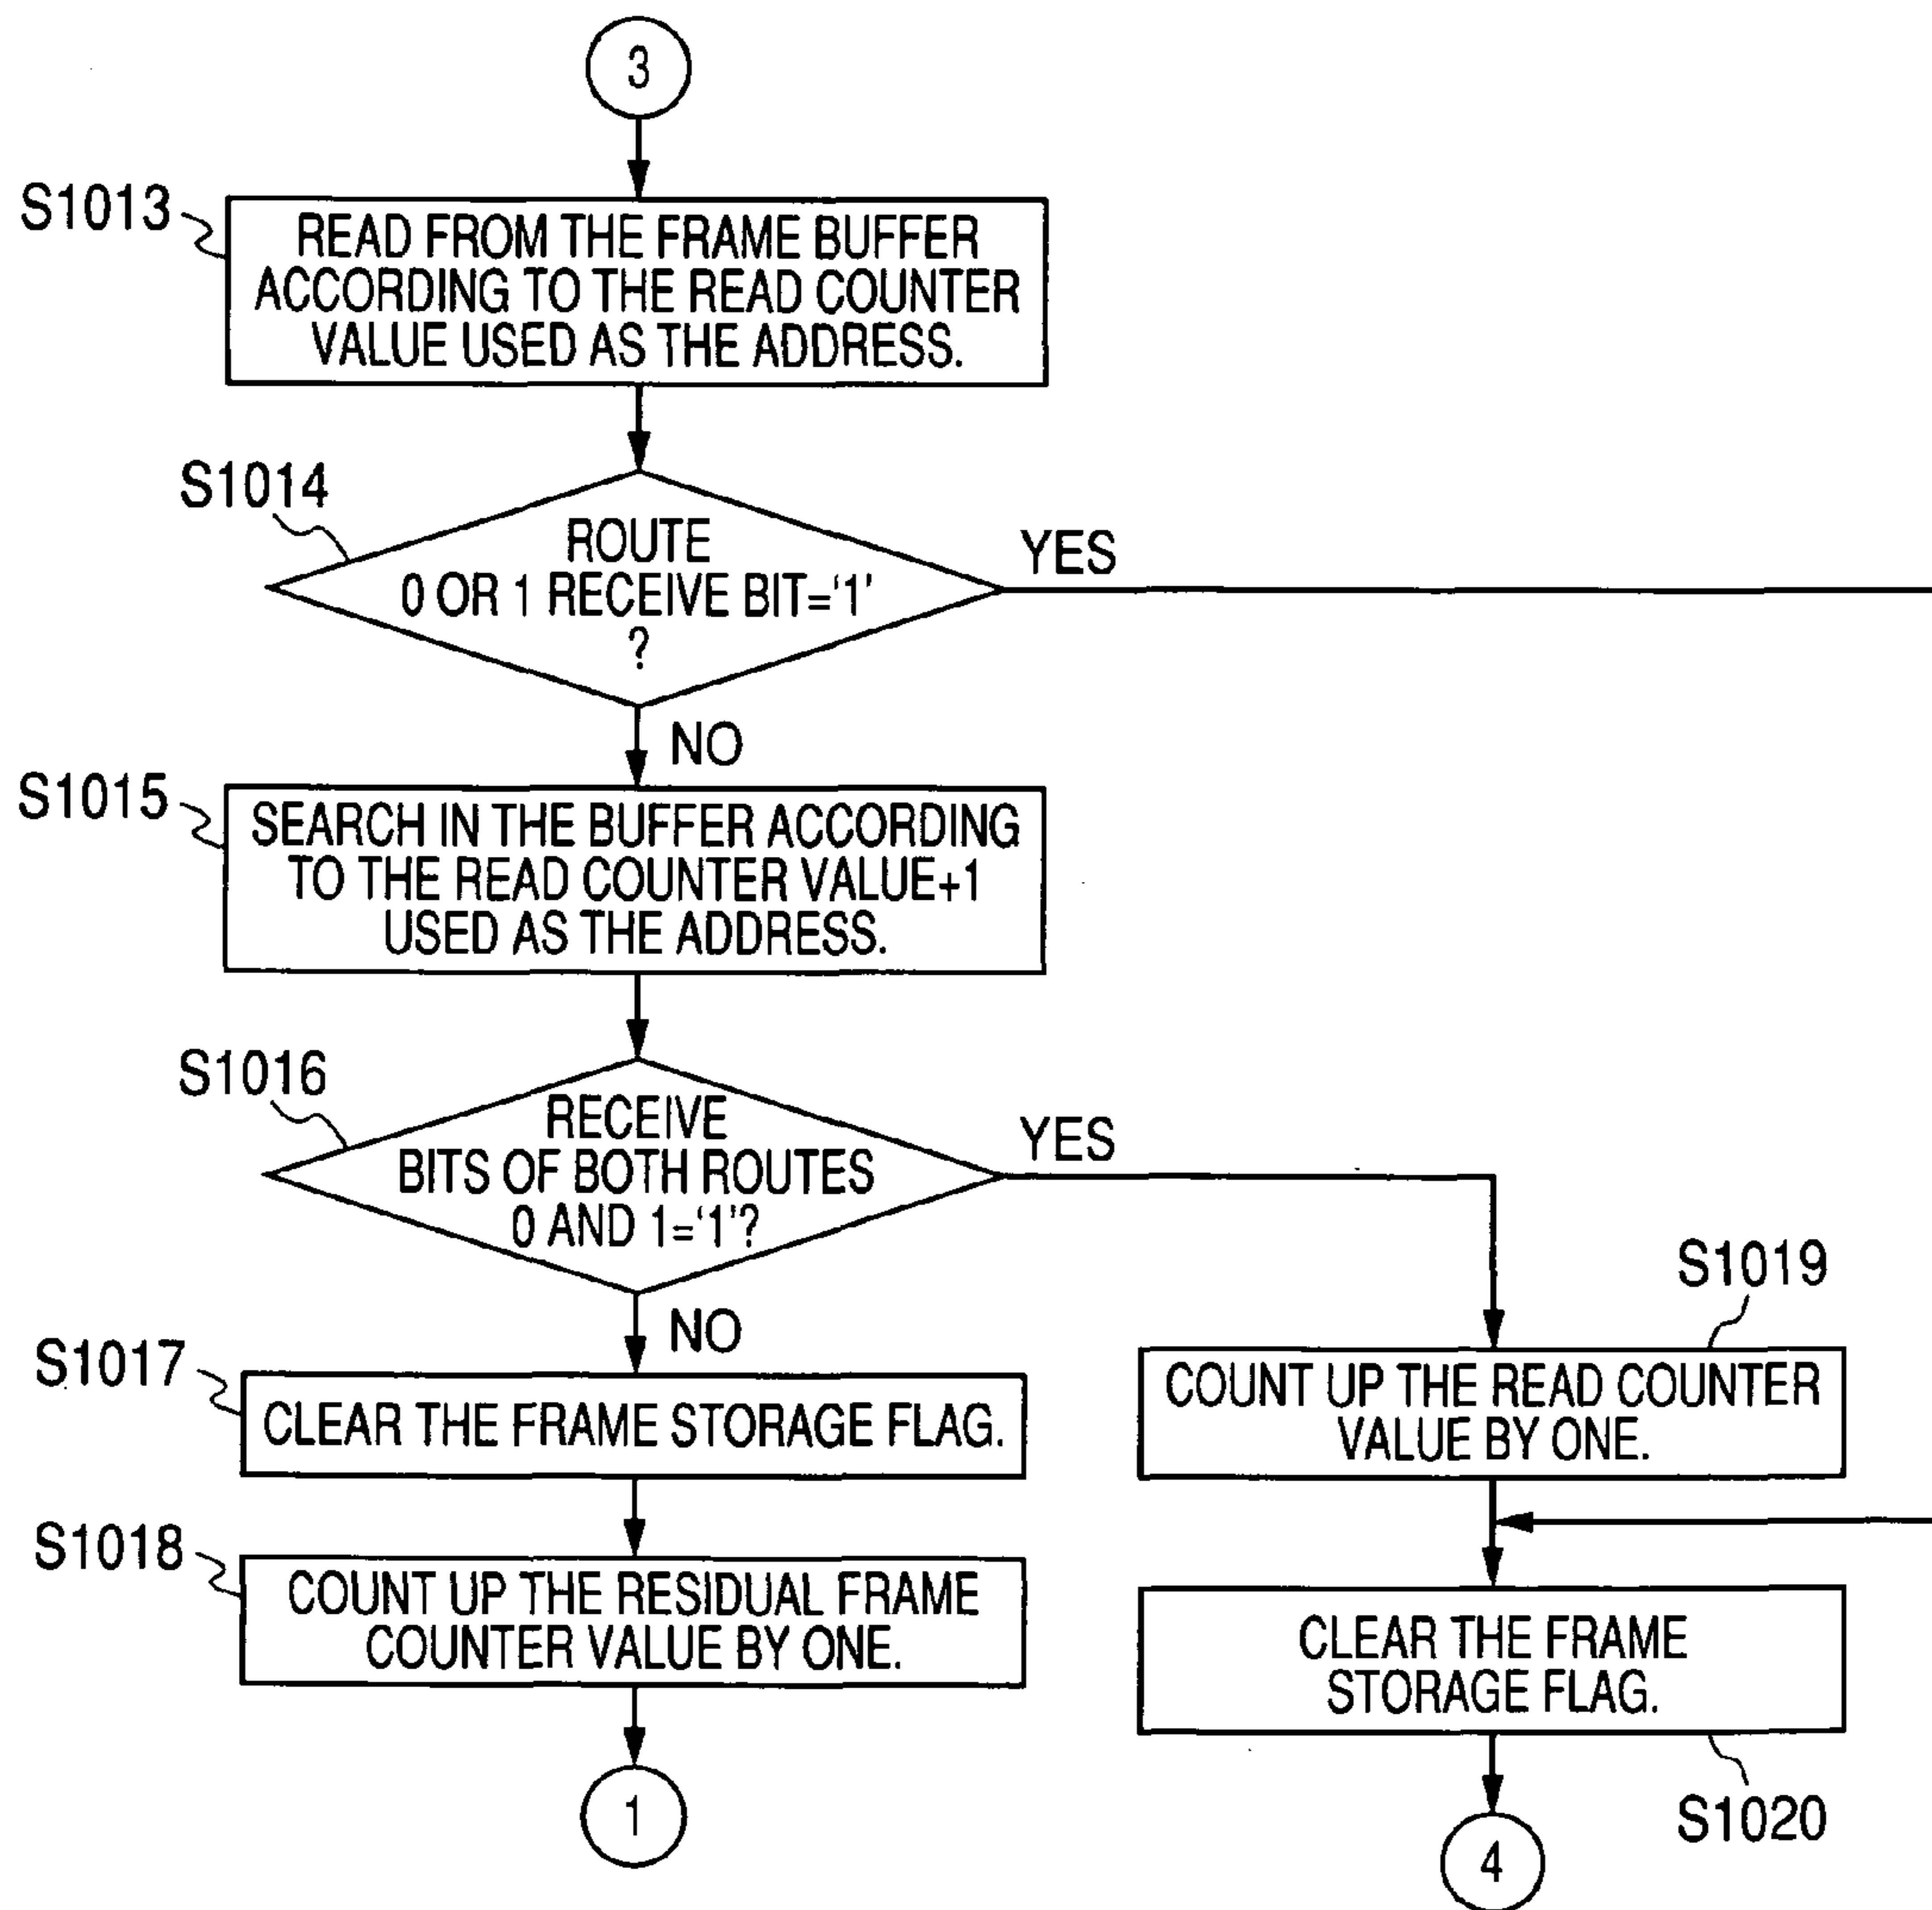 3
S1013
READ FROM THE FRAME BUFFER
ACCORDING TO THE READ COUNTER
VALUE USED AS THE ADDRESS.
S1014
ROUTE
0 OR 1 RECEIVE BIT=‘1’
?
YES
NO
S1015
SEARCH IN THE BUFFER ACCORDING
TO THE READ COUNTER VALUE+1
USED AS THE ADDRESS.
S1016
RECEIVE
BITS OF BOTH ROUTES
0 AND 1=‘1’?
YES
NO
S1017
CLEAR THE FRAME STORAGE FLAG.
S1018
COUNT UP THE RESIDUAL FRAME
COUNTER VALUE BY ONE.
1
S1019
COUNT UP THE READ COUNTER
VALUE BY ONE.
CLEAR THE FRAME
STORAGE FLAG.
S1020
4